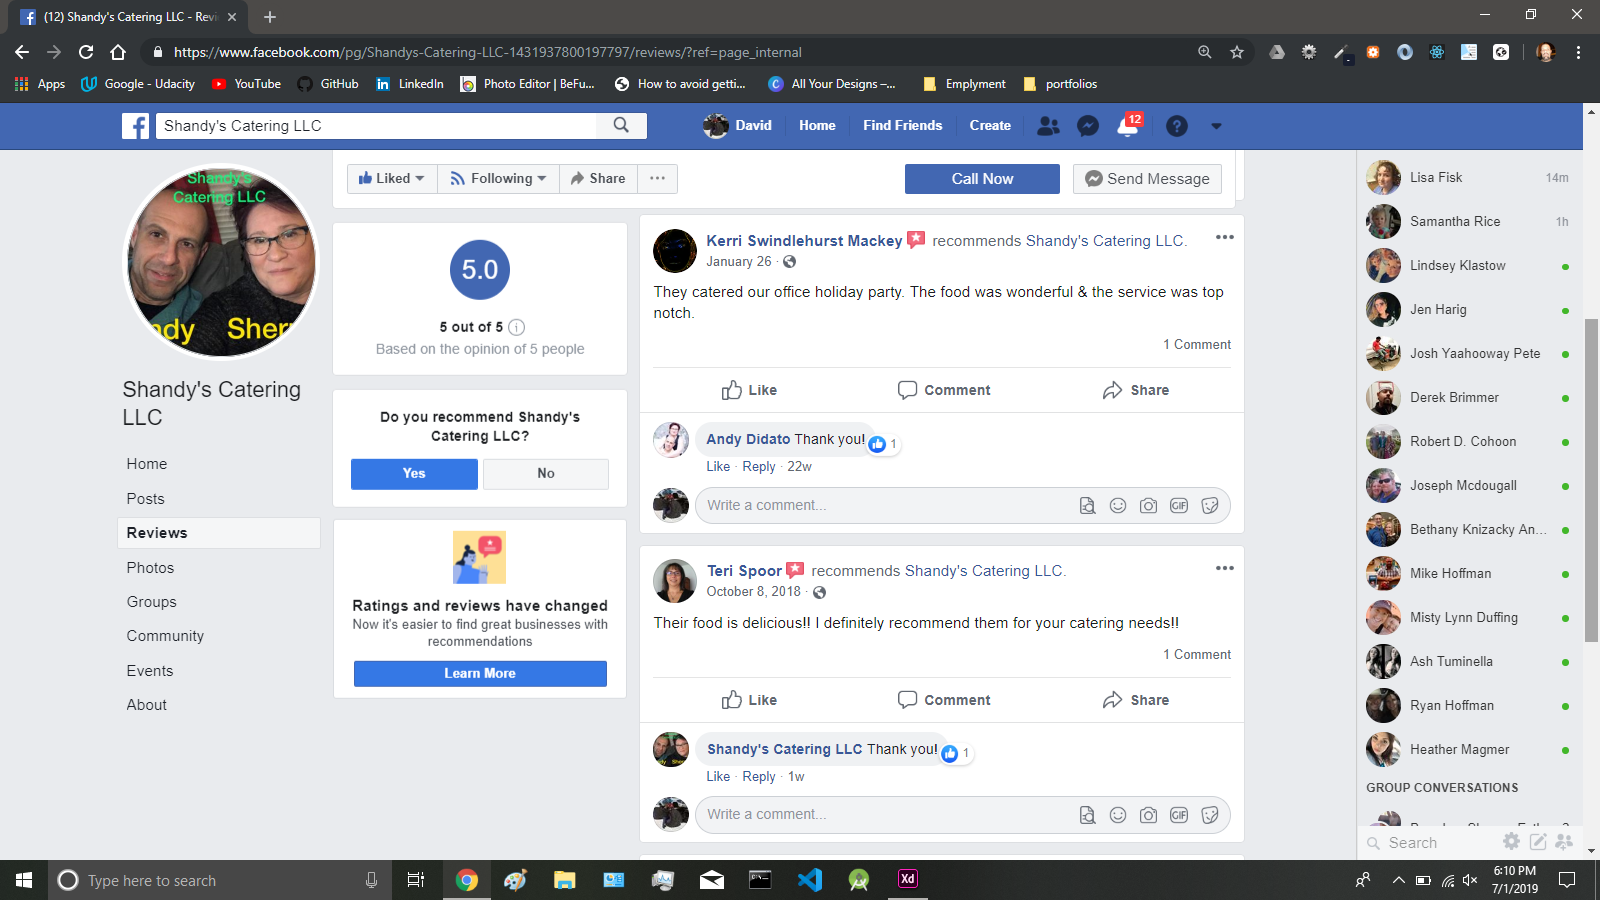 (12) Shandy's Catering LLC - Revi
https://www.facebook.com/pg/Shandys-Catering-LLC-1431937800197797/reviews/?ref=page_internal
Apps
Google - Udacity
YouTube
GitHub
LinkedIn
Photo Editor | BeFu...
How to avoid getti...
All Your Designs –...
Emplyment
portfolios
Shandy's Catering LLC
David
Home
Find Friends
Create
12
Shandy's
Catering LLC
ndy Sherr
Shandy's Catering
LLC
Home
Posts
Reviews
Photos
Groups
Community
Events
About
Liked
Following
Share
Call Now
Send Message
5.0
5 out of 5
Based on the opinion of 5 people
Do you recommend Shandy's
Catering LLC?
Yes
No
Ratings and reviews have changed
Now it's easier to find great businesses with
recommendations
Learn More
Kerri Swindlehurst Mackey recommends Shandy's Catering LLC.
January 26 ·
They catered our office holiday party. The food was wonderful & the service was top
notch.
1 Comment
Like
Comment
Share
Andy Didato Thank you!
1
Like · Reply · 22w
Write a comment...
GIF
Teri Spoor recommends Shandy's Catering LLC.
October 8, 2018 ·
Their food is delicious!! I definitely recommend them for your catering needs!!
1 Comment
Like
Comment
Share
Shandy's Catering LLC Thank you!
1
Like · Reply · 1w
Write a comment...
GIF
Lisa Fisk 14m
Samantha Rice 1h
Lindsey Klastow
Jen Harig
Josh Yaahooway Pete
Derek Brimmer
Robert D. Cohoon
Joseph Mcdougall
Bethany Knizacky An...
Mike Hoffman
Misty Lynn Duffing
Ash Tuminella
Ryan Hoffman
Heather Magmer
GROUP CONVERSATIONS
Search
Type here to search
Xd
6:10 PM
7/1/2019